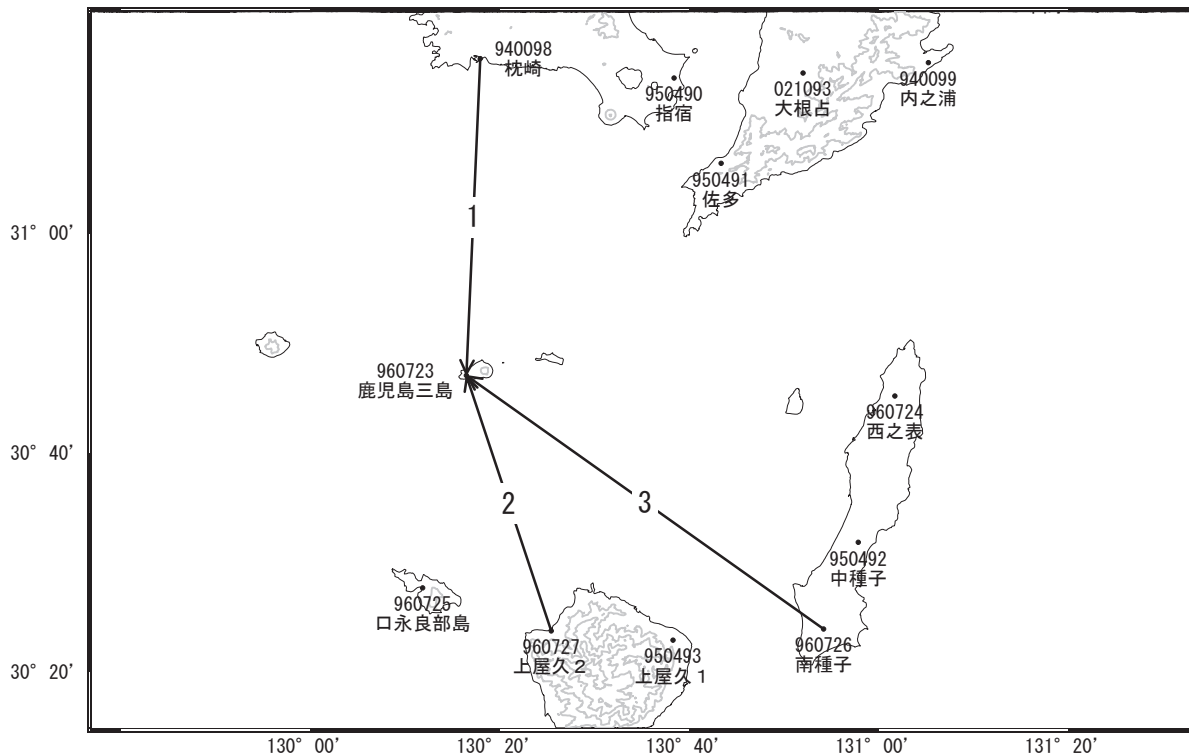 940098
枕崎
950490
指宿
021093
大根占
940099
内之浦
950491
佐多
1
31° 00’
960723
鹿児島三島
960724
西之表
30° 40’
2
3
950492
中種子
960725
口永良部島
960727
上屋久２
950493
上屋久１
960726
南種子
30° 20’
130° 00’
130° 20’
130° 40’
131° 00’
131° 20’